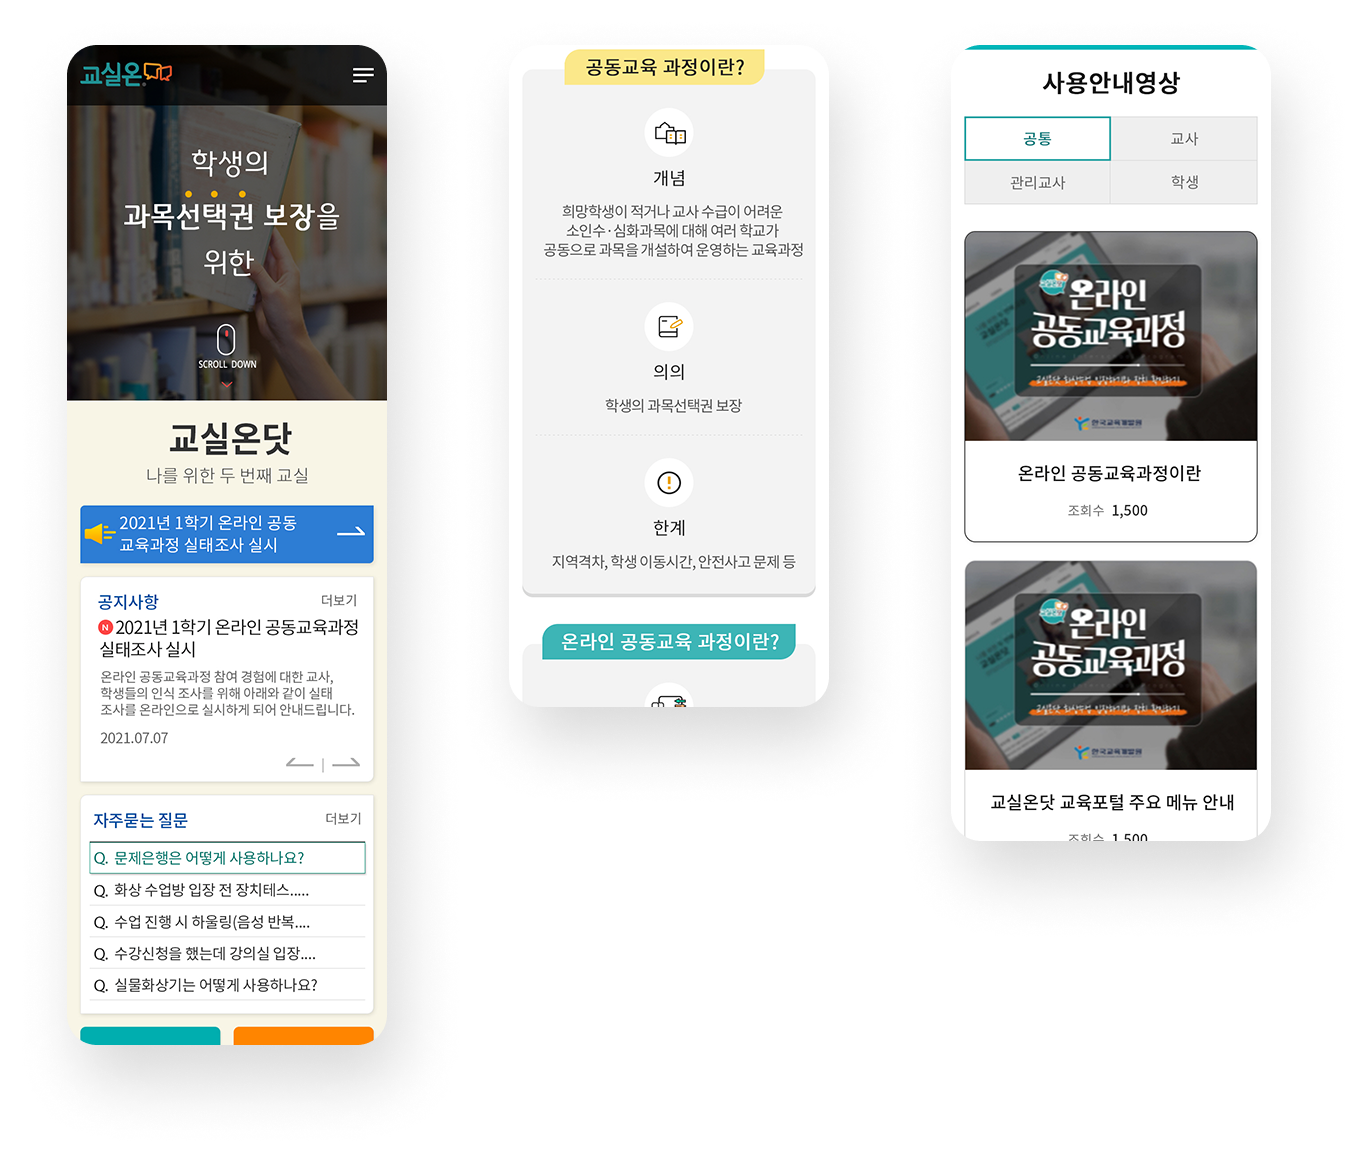 교실온
학생의
과목선택권 보장을
위한
SCROLL DOWN
교실온닷
나를 위한 두 번째 교실
2021년 1학기 온라인 공동
교육과정 실태조사 실시
공지사항 더보기
N 2021년 1학기 온라인 공동교육과정
실태조사 실시
온라인 공동교육과정 참여 경험에 대한 교사,
학생들의 인식 조사를 위해 아래와 같이 실태
조사를 온라인으로 실시하게 되어 안내드립니다.
2021.07.07
자주묻는 질문 더보기
Q. 문제은행은 어떻게 사용하나요?
Q. 화상 수업방 입장 전 장치테스.....
Q. 수업 진행 시 하울링(음성 반복....
Q. 수강신청을 했는데 강의실 입장....
Q. 실물화상기는 어떻게 사용하나요?
공동교육 과정이란?
개념
희망학생이 적거나 교사 수급이 어려운
소인수·심화과목에 대해 여러 학교가
공동으로 과목을 개설하여 운영하는 교육과정
의의
학생의 과목선택권 보장
한계
지역격차, 학생 이동시간, 안전사고 문제 등
온라인 공동교육 과정이란?
사용안내영상
공통 교사
관리교사 학생
온라인
공동교육과정
한국교육개발원
온라인 공동교육과정이란
조회수 1,500
온라인
공동교육과정
한국교육개발원
교실온닷 교육포털 주요 메뉴 안내
조회수 1,500